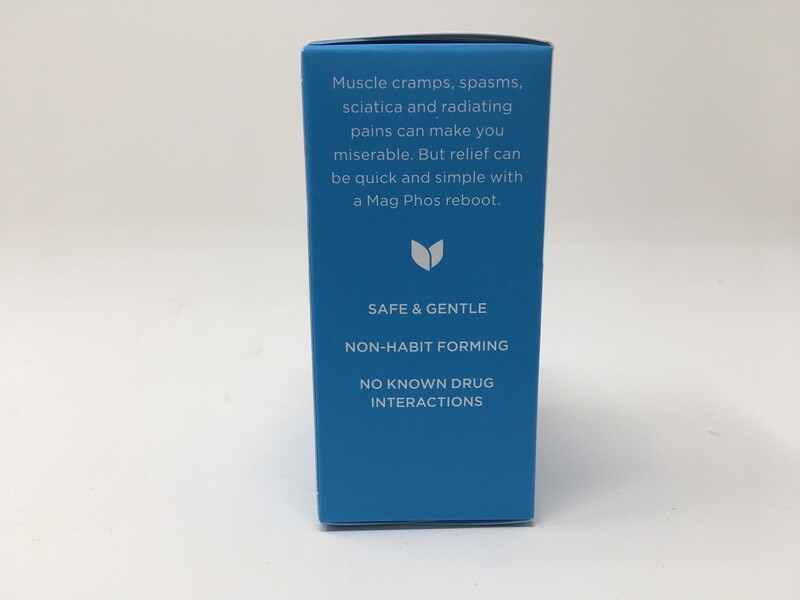 Muscle cramps, spasms,
sciatica and radiating
pains can make you
miserable. But relief can
be quick and simple with
a Mag Phos reboot.
SAFE & GENTLE
NON-HABIT FORMING
NO KNOWN DRUG
INTERACTIONS